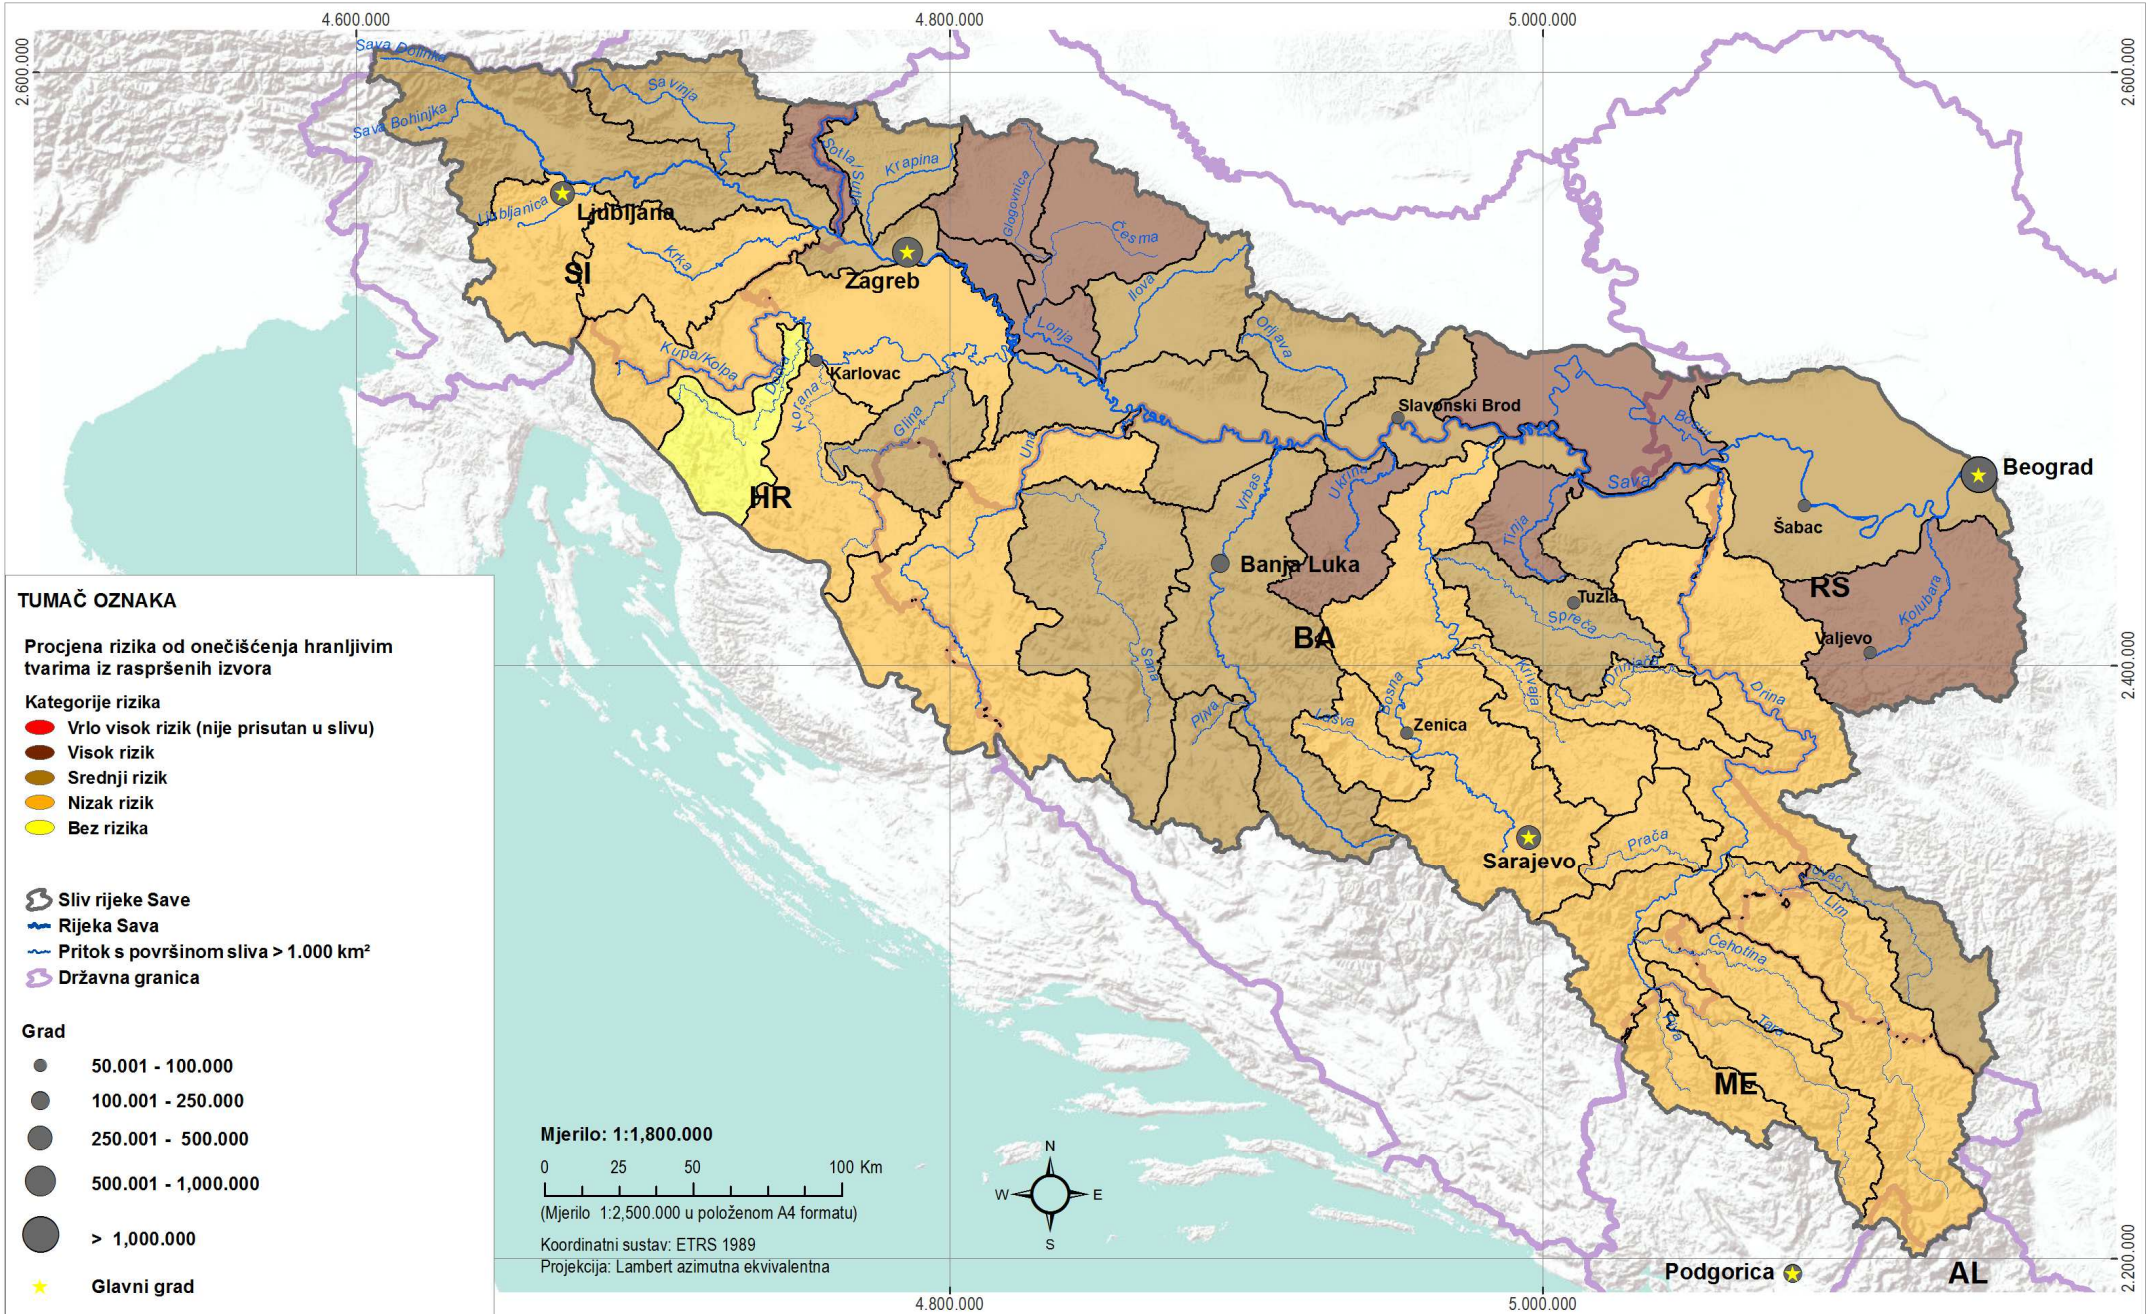 4.600.000
4.800.000
5.000.000
2.600.000
2.600.000
Sava Dolinka
Savinja
Sava Bohinjka
Sotla/Sutla
Krapina
Glogovnica
Česma
Ljubljanica
Ljubljana
Krka
SI
Zagreb
Ilova
Lonja
Orljava
Kupa/Kolpa
Dobra
Karlovac
Korana
Glina
Slavonski Brod
Bosut
Una
HR
Vrbas
Ukrina
Sava
Beograd
Šabac
Tinja
Banja Luka
RS
Kolubara
Tuzla
Spreča
BA
Valjevo
2.400.000
Sana
Krivaja
Drinjača
Drina
Pliva
Bosna
Lašva
Zenica
Sarajevo
Prača
Uvac
Lim
Ćehotina
Piva
Tara
ME
Podgorica
AL
2.200.000
TUMAČ OZNAKA
Procjena rizika od onečišćenja hranljivim
tvarima iz raspršenih izvora
Kategorije rizika
Vrlo visok rizik (nije prisutan u slivu)
Visok rizik
Srednji rizik
Nizak rizik
Bez rizika
Sliv rijeke Save
Rijeka Sava
Pritok s površinom sliva > 1.000 km²
Državna granica
Grad
50.001 - 100.000
100.001 - 250.000
250.001 - 500.000
500.001 - 1,000.000
> 1,000.000
Glavni grad
Mjerilo: 1:1,800.000
0 25 50 100 Km
(Mjerilo 1:2,500.000 u položenom A4 formatu)
Koordinatni sustav: ETRS 1989
Projekcija: Lambert azimutna ekvivalentna
N
W E
S
4.800.000
5.000.000